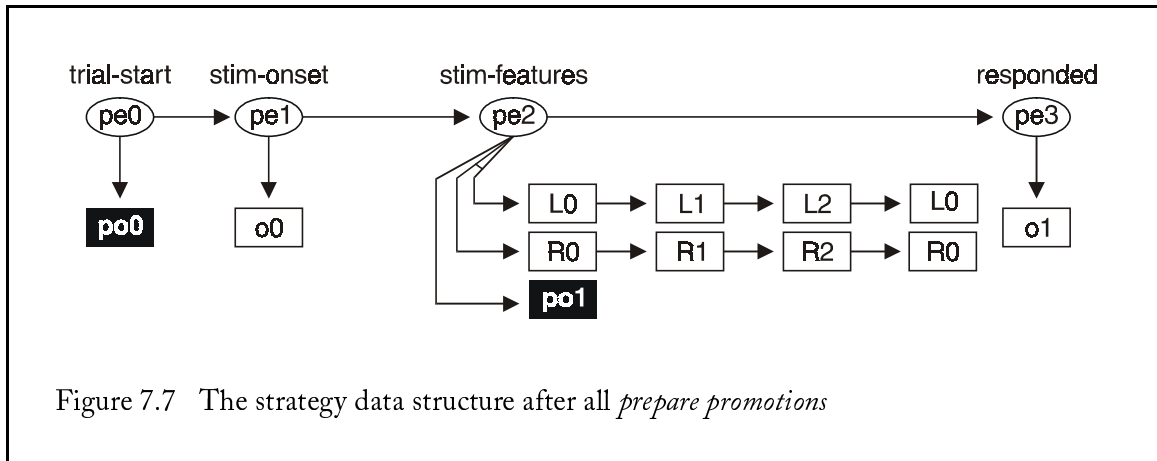 trial-start stim-onset stim-features responded
pe0 pe1 pe2 pe3
L0 L1 L2 L0
po0 o0 o1
R0 R1 R2 R0
po1
Figure 7.7 The strategy data structure after all prepare promotions